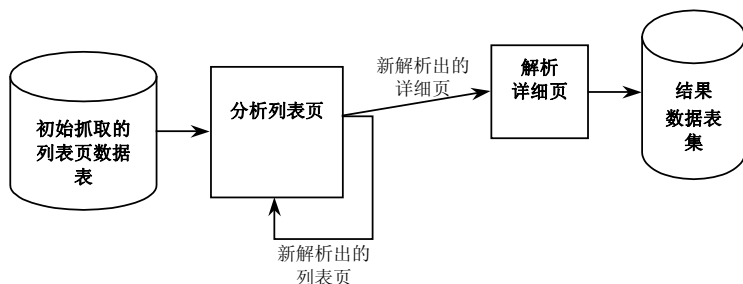 初始抓取的
列表页数据
表
分析列表页
新解析出的
详细页
新解析出的
列表页
解析
详细页
结果
数据表
集